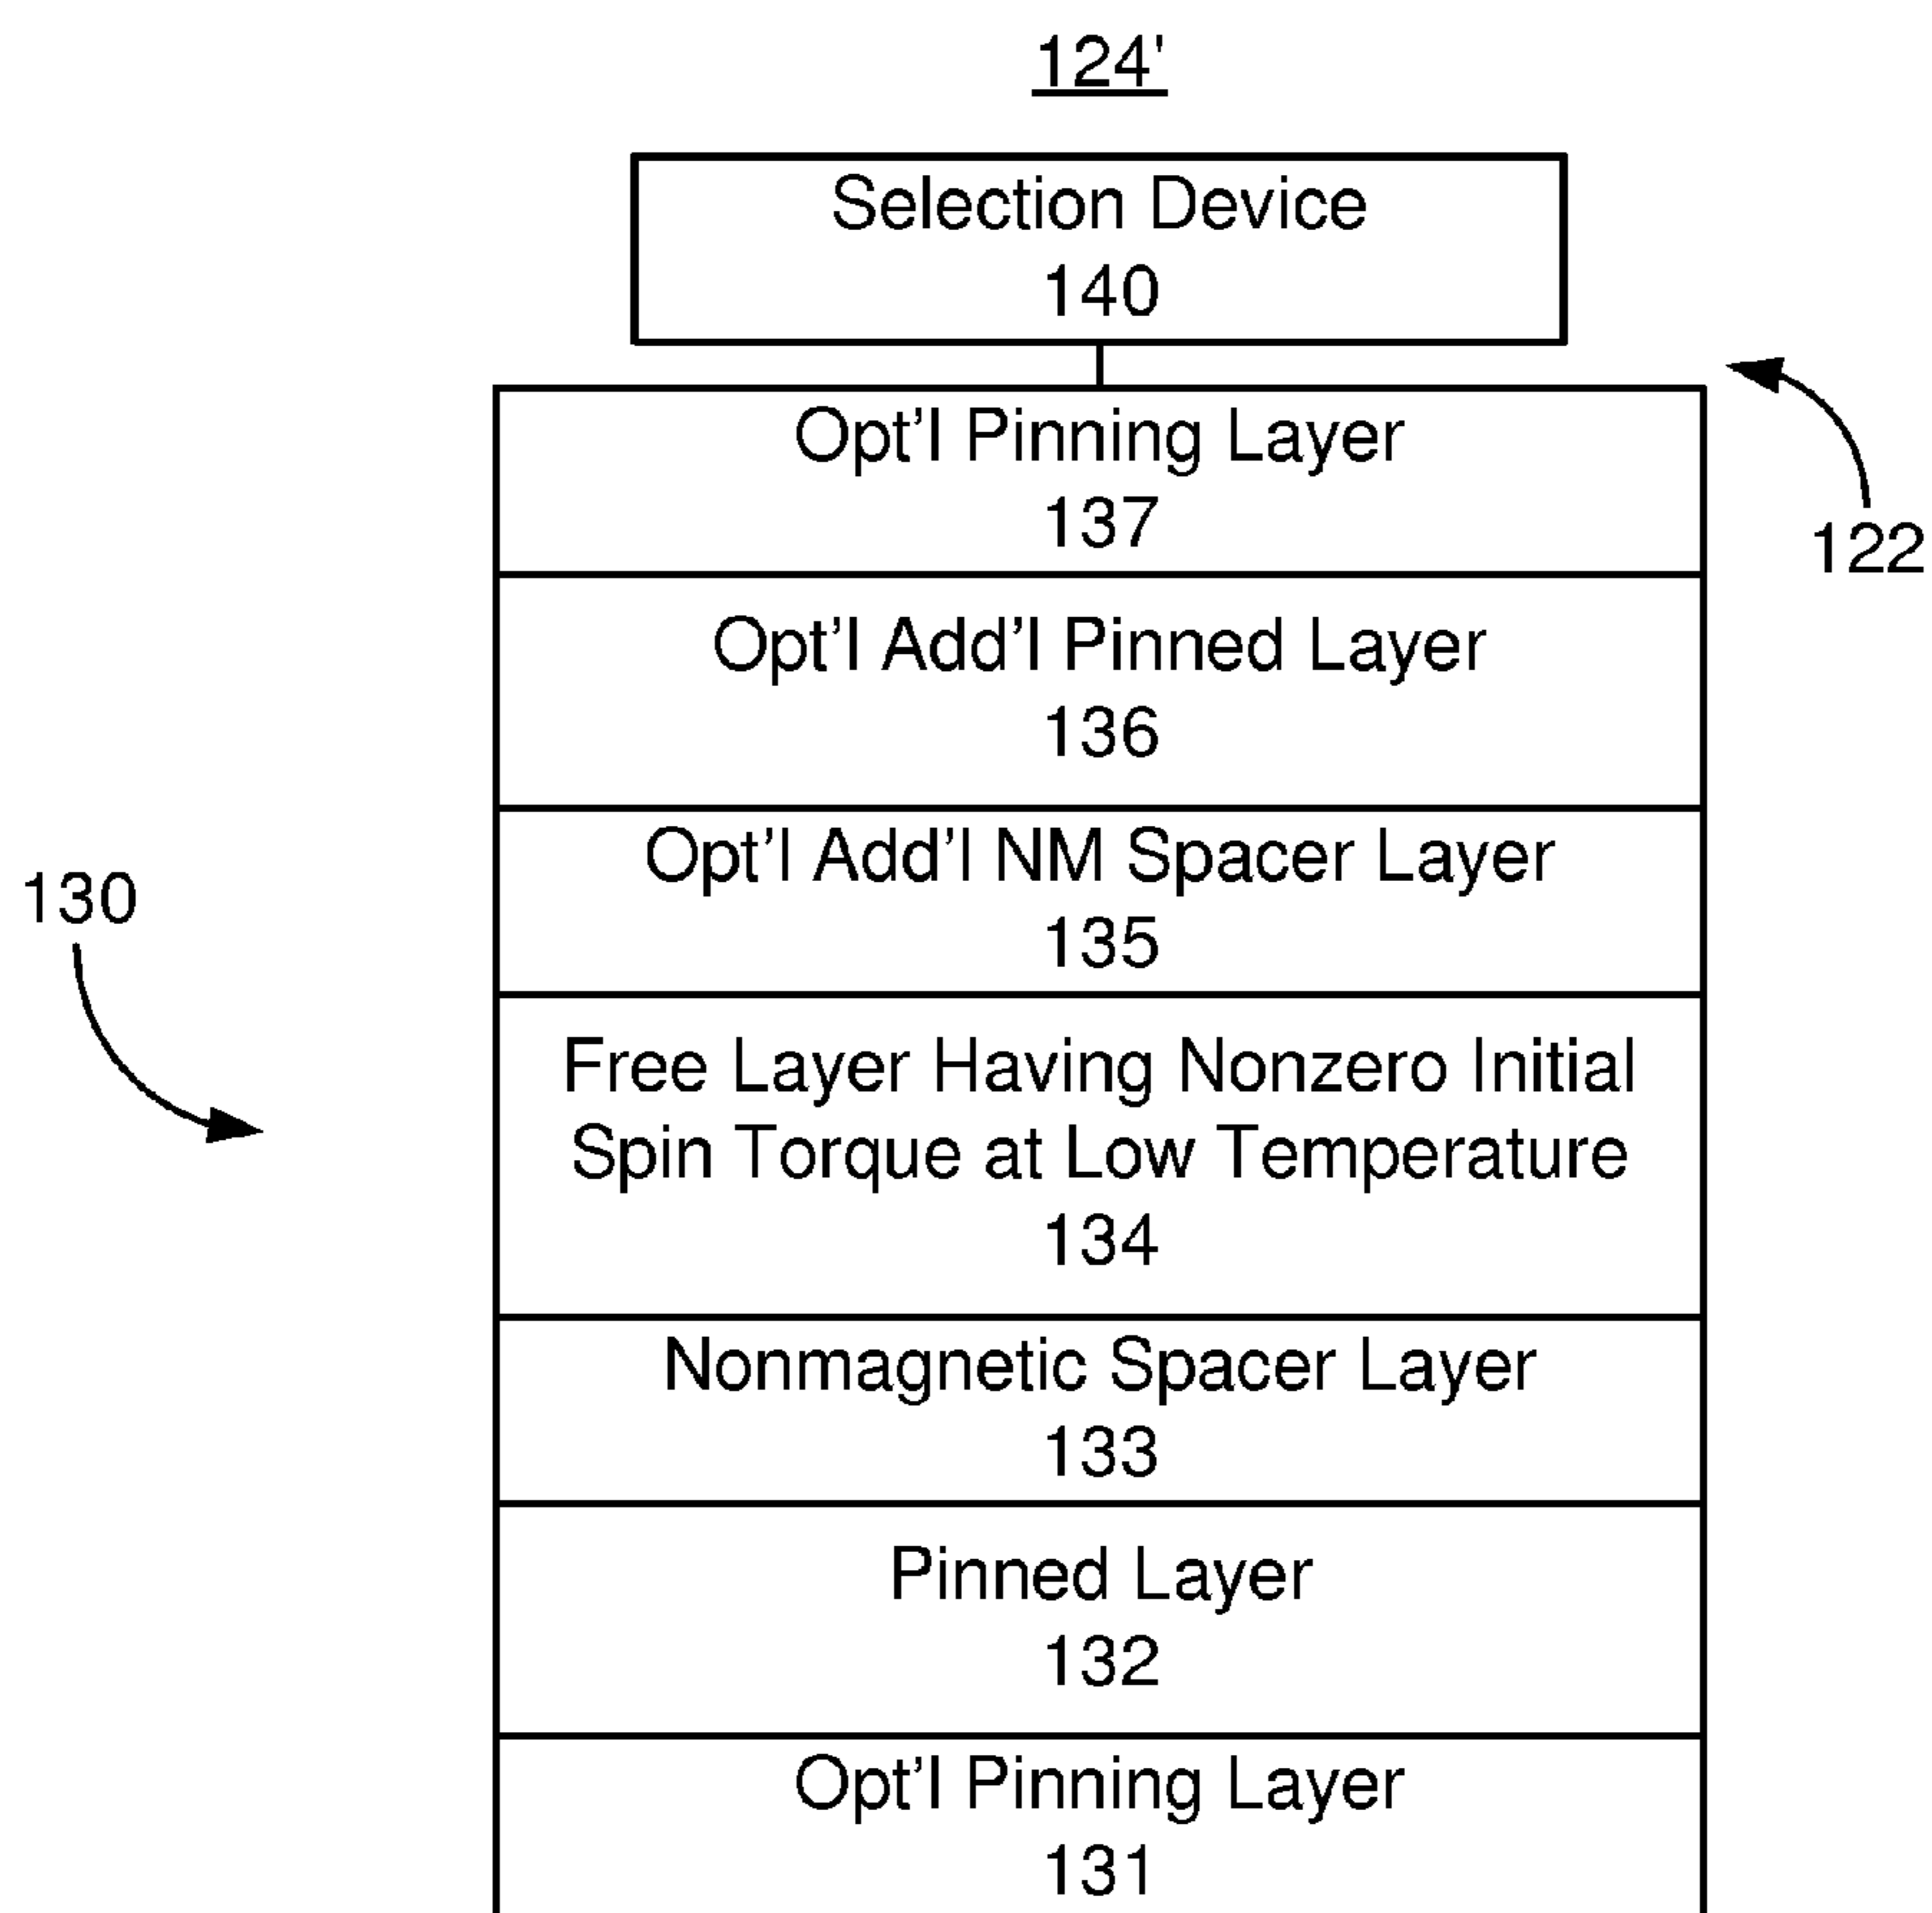 124'
Selection Device
140
Opt'l Pinning Layer
137
122
Opt'l Add'l Pinned Layer
136
Opt'l Add'l NM Spacer Layer
135
130
Free Layer Having Nonzero Initial
Spin Torque at Low Temperature
134
Nonmagnetic Spacer Layer
133
Pinned Layer
132
Opt'l Pinning Layer
131